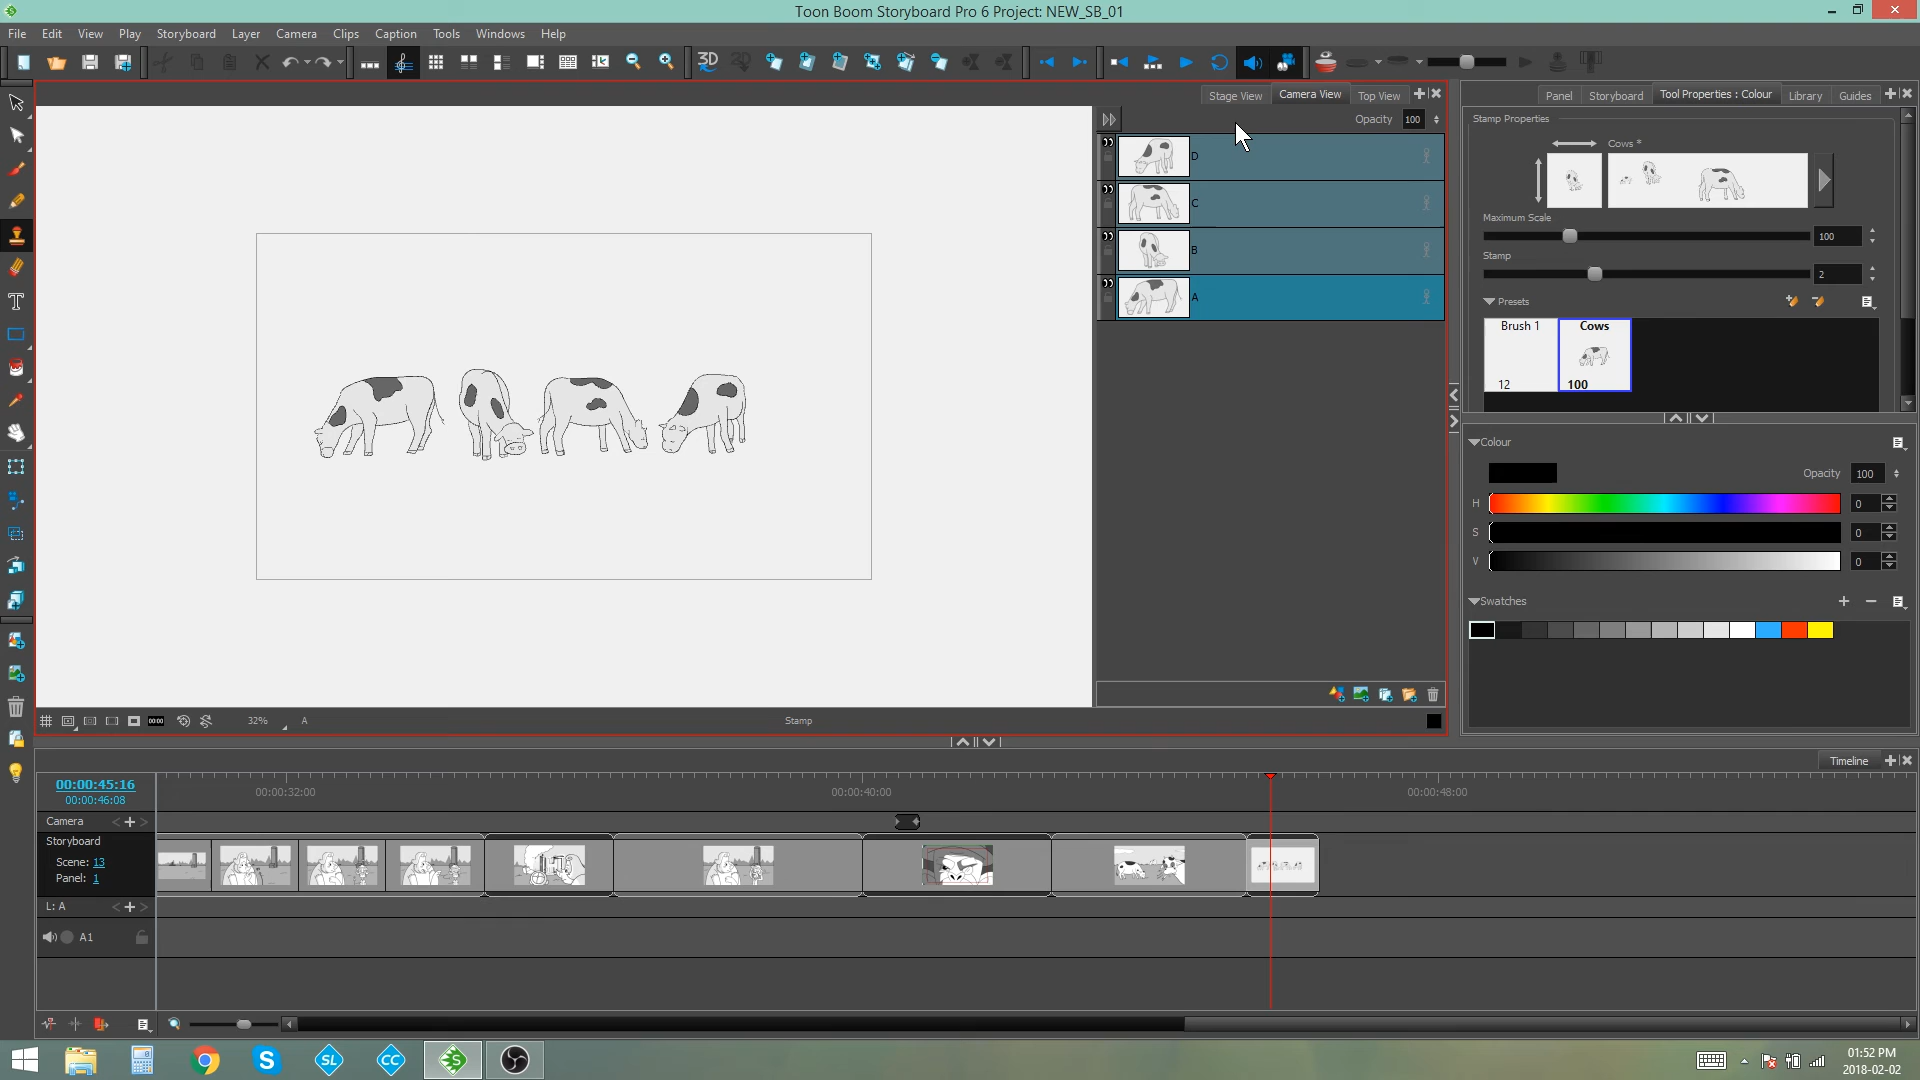 Toon Boom Storyboard Pro 6 Project: NEW_SB_01
File Edit View Play Storyboard Layer Camera Clips Caption Tools Windows Help
3D
Stage View Camera View Top View
Opacity 100
D
C
B
A
32% A Stamp
Panel Storyboard Tool Properties : Colour Library Guides
Stamp Properties
Cows *
Maximum Scale
100
Stamp
2
Presets
Brush 1 Cows
12 100
Colour
Opacity 100
H 0
S 0
V 0
Swatches
Timeline
00:00:45:16
00:00:46:08
00:00:32:00 00:00:40:00 00:00:48:00
Camera
Storyboard
Scene: 13
Panel: 1
L: A
A1
SL CC S
01:52 PM
2018-02-02